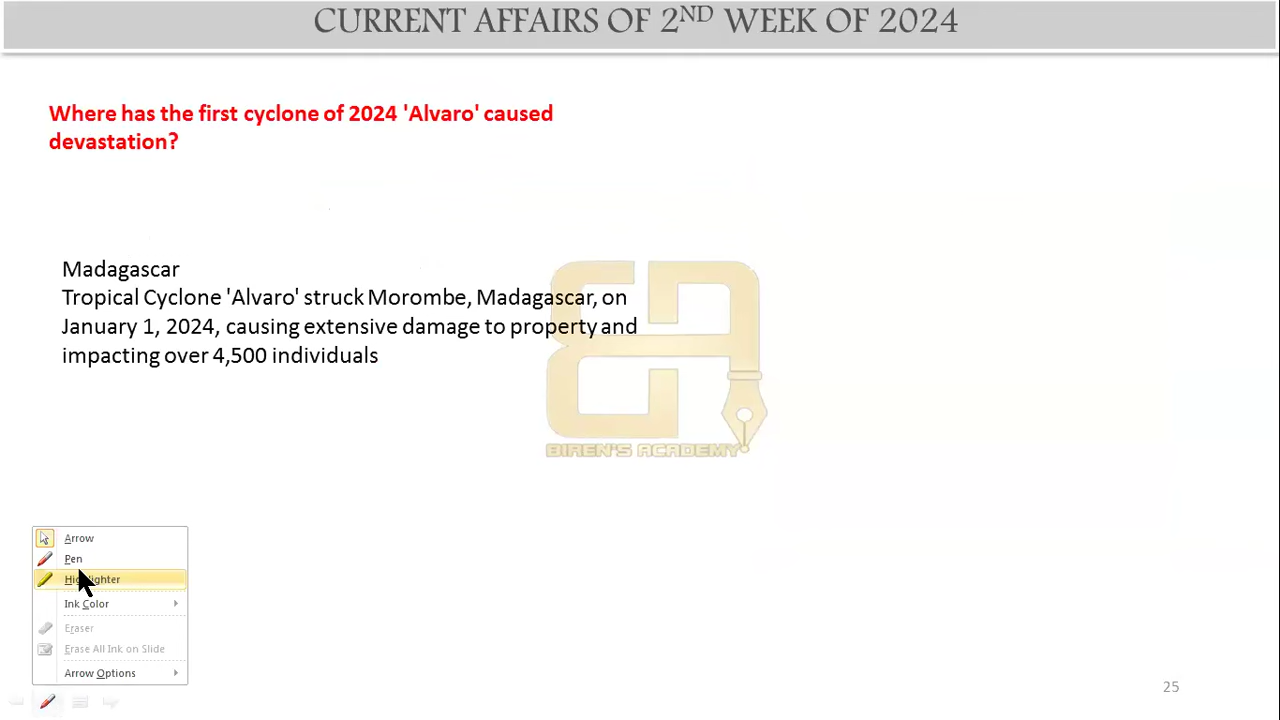 CURRENT AFFAIRS OF 2ND WEEK OF 2024
Where has the first cyclone of 2024 'Alvaro' caused
devastation?
Madagascar
Tropical Cyclone 'Alvaro' struck Morombe, Madagascar, on
January 1, 2024, causing extensive damage to property and
impacting over 4,500 individuals
BIREN'S ACADEMY
Arrow
Pen
Highlighter
Ink Color
Eraser
Erase All Ink on Slide
Arrow Options
25